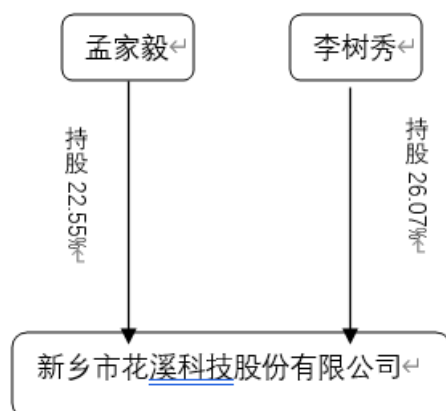 孟家毅
李树秀
持股 22.55%
持股 26.07%
新乡市花溪科技股份有限公司